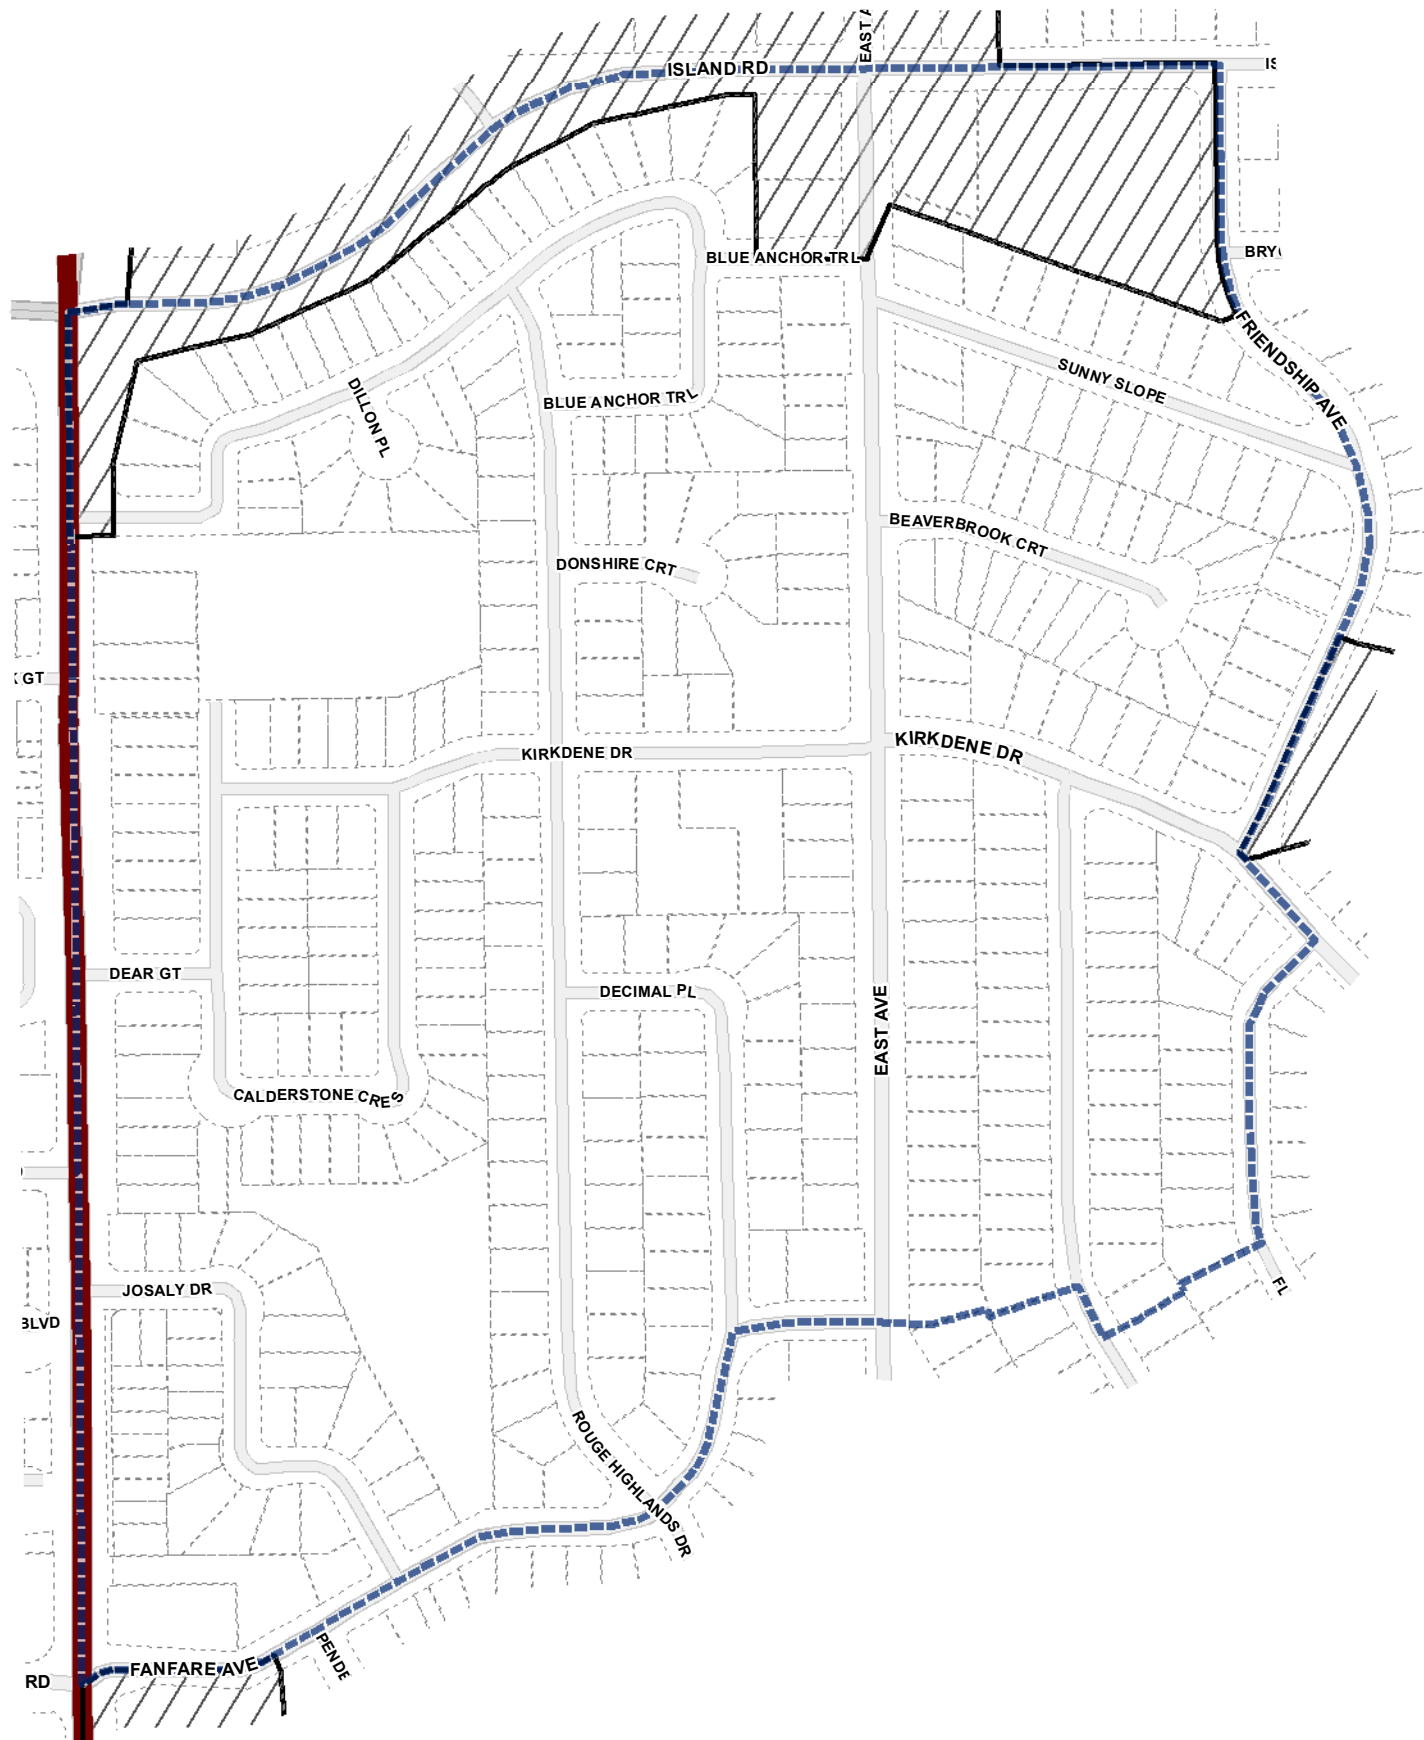 EAST A
ISLAND RD
IS
BLUE ANCHOR TRL
BRY
FRIENDSHIP AVE
SUNNY SLOPE
DILLON PL
BLUE ANCHOR TRL
BEAVERBROOK CRT
DONSHIRE CRT
GT
KIRKDENE DR
KIRKDENE DR
DEAR GT
DECIMAL PL
EAST AVE
CALDERSTONE CRES
JOSALY DR
FL
BLVD
ROUGE HIGHLANDS DR
PENDE
FANFARE AVE
RD